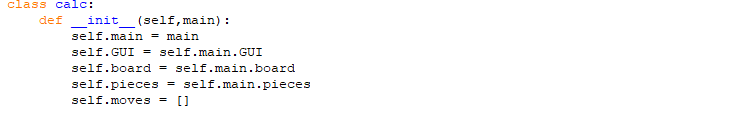 class calc:
    def __init__(self,main):
        self.main = main
        self.GUI = self.main.GUI
        self.board = self.main.board
        self.pieces = self.main.pieces
        self.moves = []